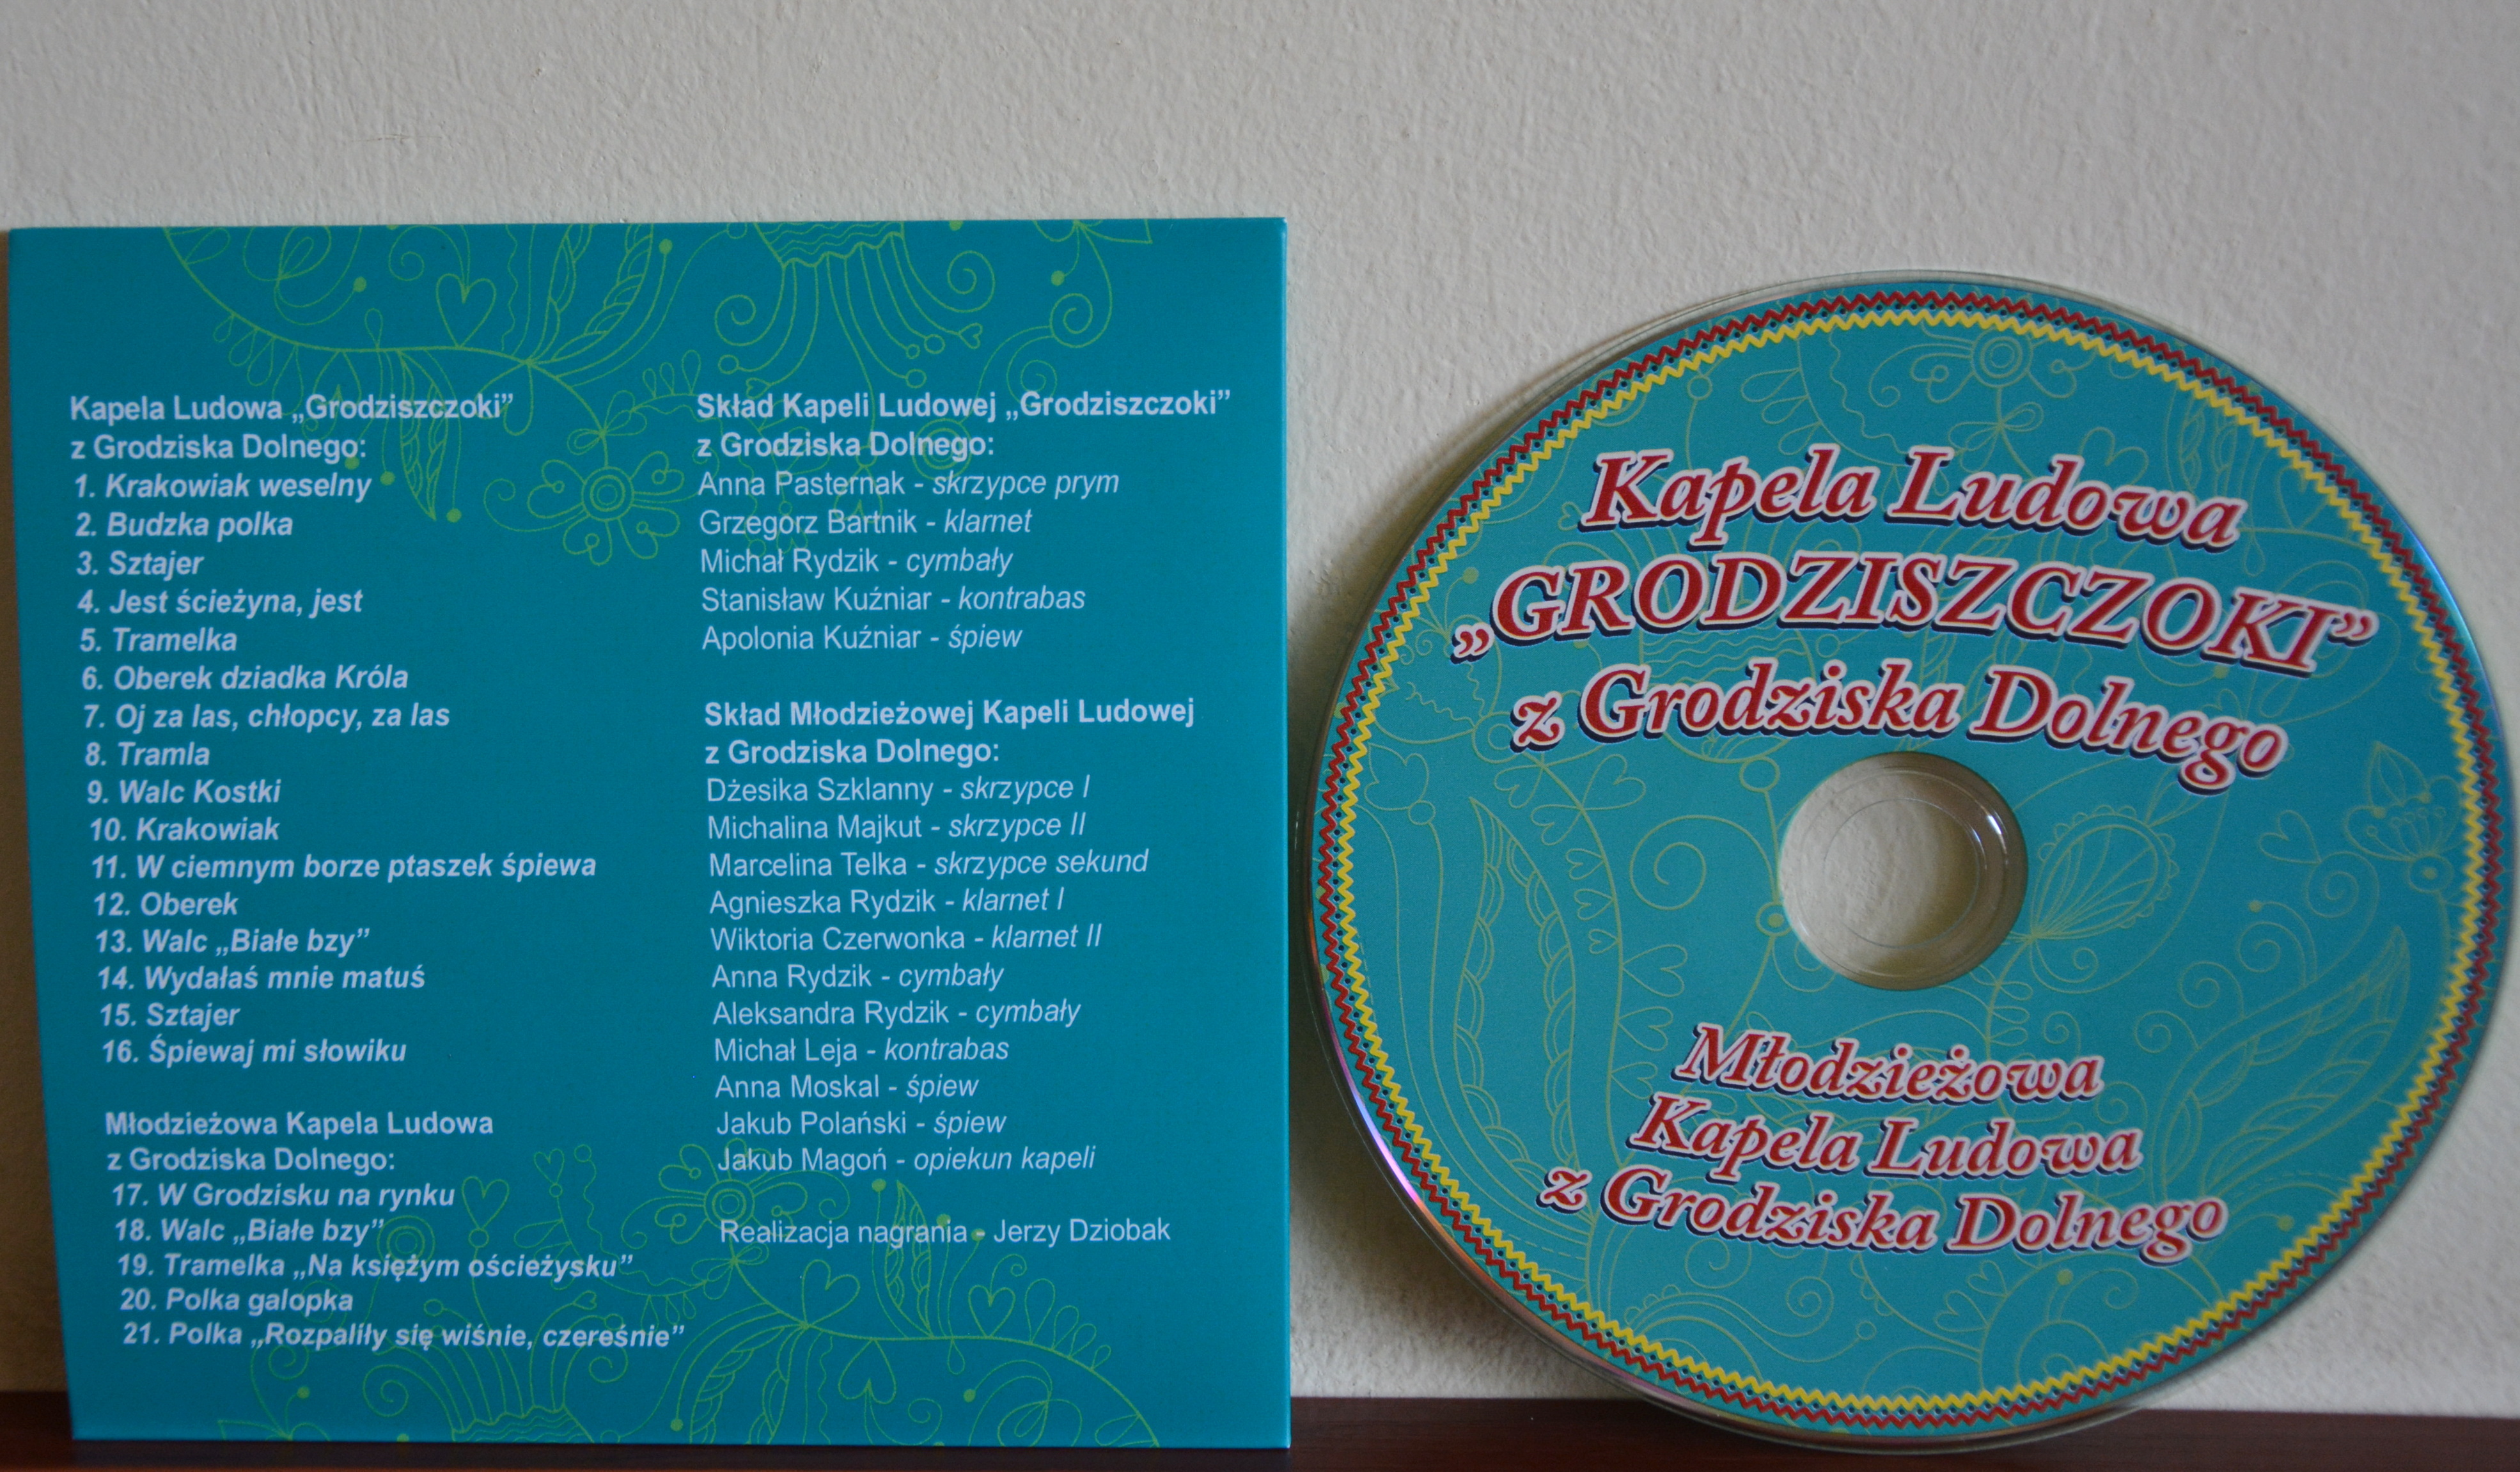 Kapela Ludowa „Grodziszczoki”
z Grodziska Dolnego:
1. Krakowiak weselny
2. Budzka polka
3. Sztajer
4. Jest ścieżyna, jest
5. Tramelka
6. Oberek dziadka Króla
7. Oj za las, chłopcy, za las
8. Tramla
9. Walc Kostki
10. Krakowiak
11. W ciemnym borze ptaszek śpiewa
12. Oberek
13. Walc „Białe bzy”
14. Wydałaś mnie matuś
15. Sztajer
16. Śpiewaj mi słowiku
Młodzieżowa Kapela Ludowa
z Grodziska Dolnego:
17. W Grodzisku na rynku
18. Walc „Białe bzy”
19. Tramelka „Na księżym ościeżysku”
20. Polka galopka
21. Polka „Rozpaliły się wiśnie, czereśnie”
Skład Kapeli Ludowej „Grodziszczoki”
z Grodziska Dolnego:
Anna Pasternak - skrzypce prym
Grzegorz Bartnik - klarnet
Michał Rydzik - cymbały
Stanisław Kuźniar - kontrabas
Apolonia Kuźniar - śpiew
Skład Młodzieżowej Kapeli Ludowej
z Grodziska Dolnego:
Dżesika Szklanny - skrzypce I
Michalina Majkut - skrzypce II
Marcelina Telka - skrzypce sekund
Agnieszka Rydzik - klarnet I
Wiktoria Czerwonka - klarnet II
Anna Rydzik - cymbały
Aleksandra Rydzik - cymbały
Michał Leja - kontrabas
Anna Moskal - śpiew
Jakub Polański - śpiew
Jakub Magoń - opiekun kapeli
Realizacja nagrania - Jerzy Dziobak
Kapela Ludowa
„GRODZISZCZOKI”
z Grodziska Dolnego
Młodzieżowa
Kapela Ludowa
z Grodziska Dolnego